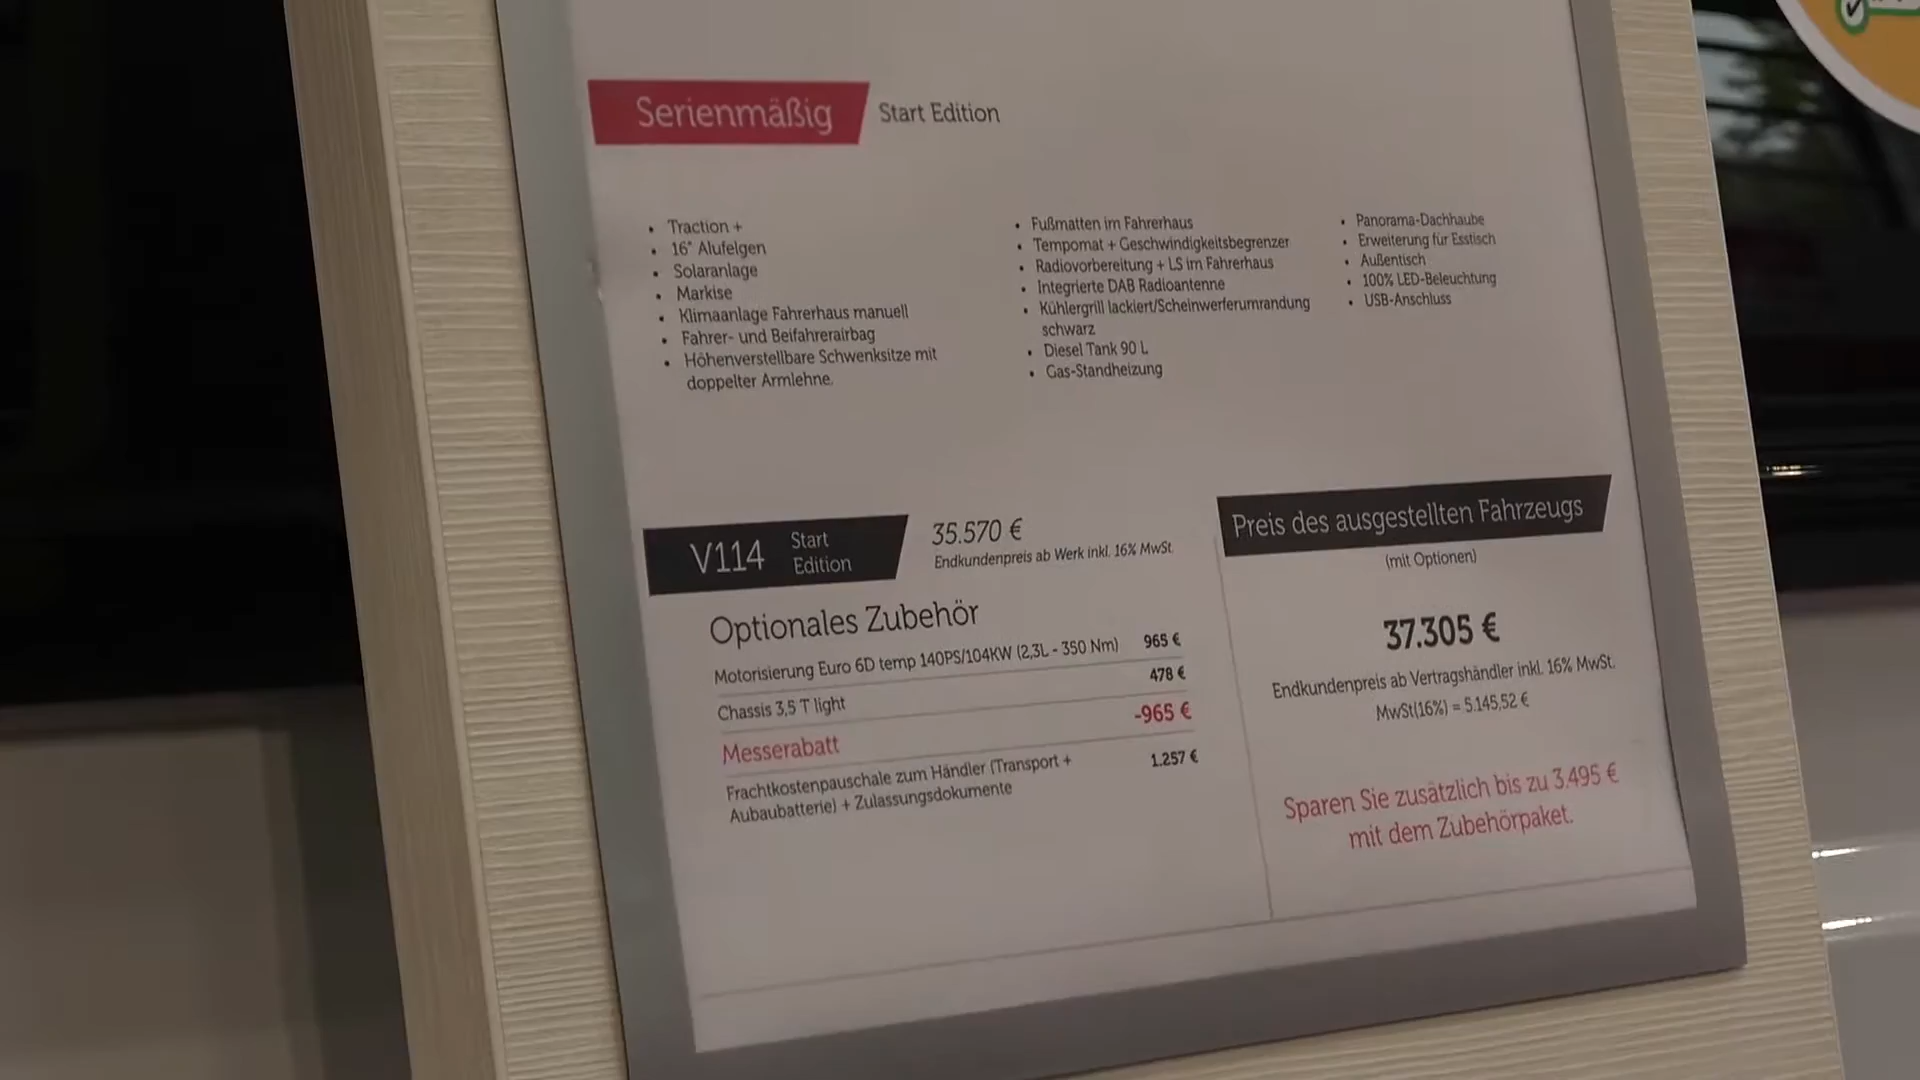 Serienmäßig Start Edition
• Traction +
• 16" Alufelgen
• Solaranlage
• Markise
• Klimaanlage Fahrerhaus manuell
• Fahrer- und Beifahrerairbag
• Höhenverstellbare Schwenksitze mit
doppelter Armlehne.
• Fußmatten im Fahrerhaus
• Tempomat + Geschwindigkeitsbegrenzer
• Radiovorbereitung + LS im Fahrerhaus
• Integrierte DAB Radioantenne
• Kühlergrill lackiert/Scheinwerferumrandung
schwarz
• Diesel Tank 90 L
• Gas-Standheizung
• Panorama-Dachhaube
• Erweiterung für Esstisch
• Außentisch
• 100% LED-Beleuchtung
• USB-Anschluss
V114 Start
Edition
35.570 €
Endkundenpreis ab Werk inkl. 16% MwSt.
Optionales Zubehör
Motorisierung Euro 6D temp 140PS/104KW (2,3L - 350 Nm) 965 €
Chassis 3,5 T light 478 €
Messerabatt -965 €
Frachtkostenpauschale zum Händler (Transport + 1.257 €
Aubaubatterie) + Zulassungsdokumente
Preis des ausgestellten Fahrzeugs
(mit Optionen)
37.305 €
Endkundenpreis ab Vertragshändler inkl. 16% MwSt.
MwSt(16%) = 5.145,52 €
Sparen Sie zusätzlich bis zu 3.495 €
mit dem Zubehörpaket.